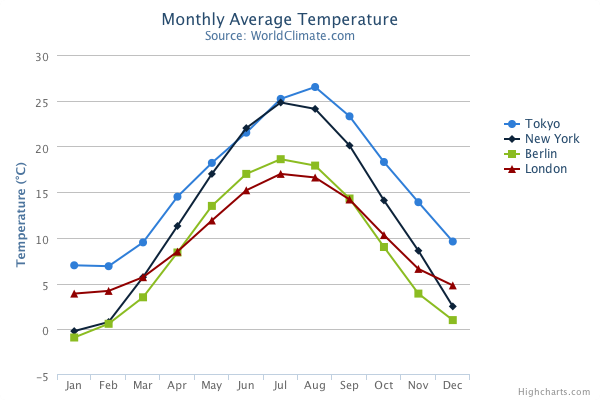 Monthly Average Temperature
Source: WorldClimate.com
Temperature (°C)
30
25
20
15
10
5
0
−5
Jan Feb Mar Apr May Jun Jul Aug Sep Oct Nov Dec
Tokyo
New York
Berlin
London
Highcharts.com